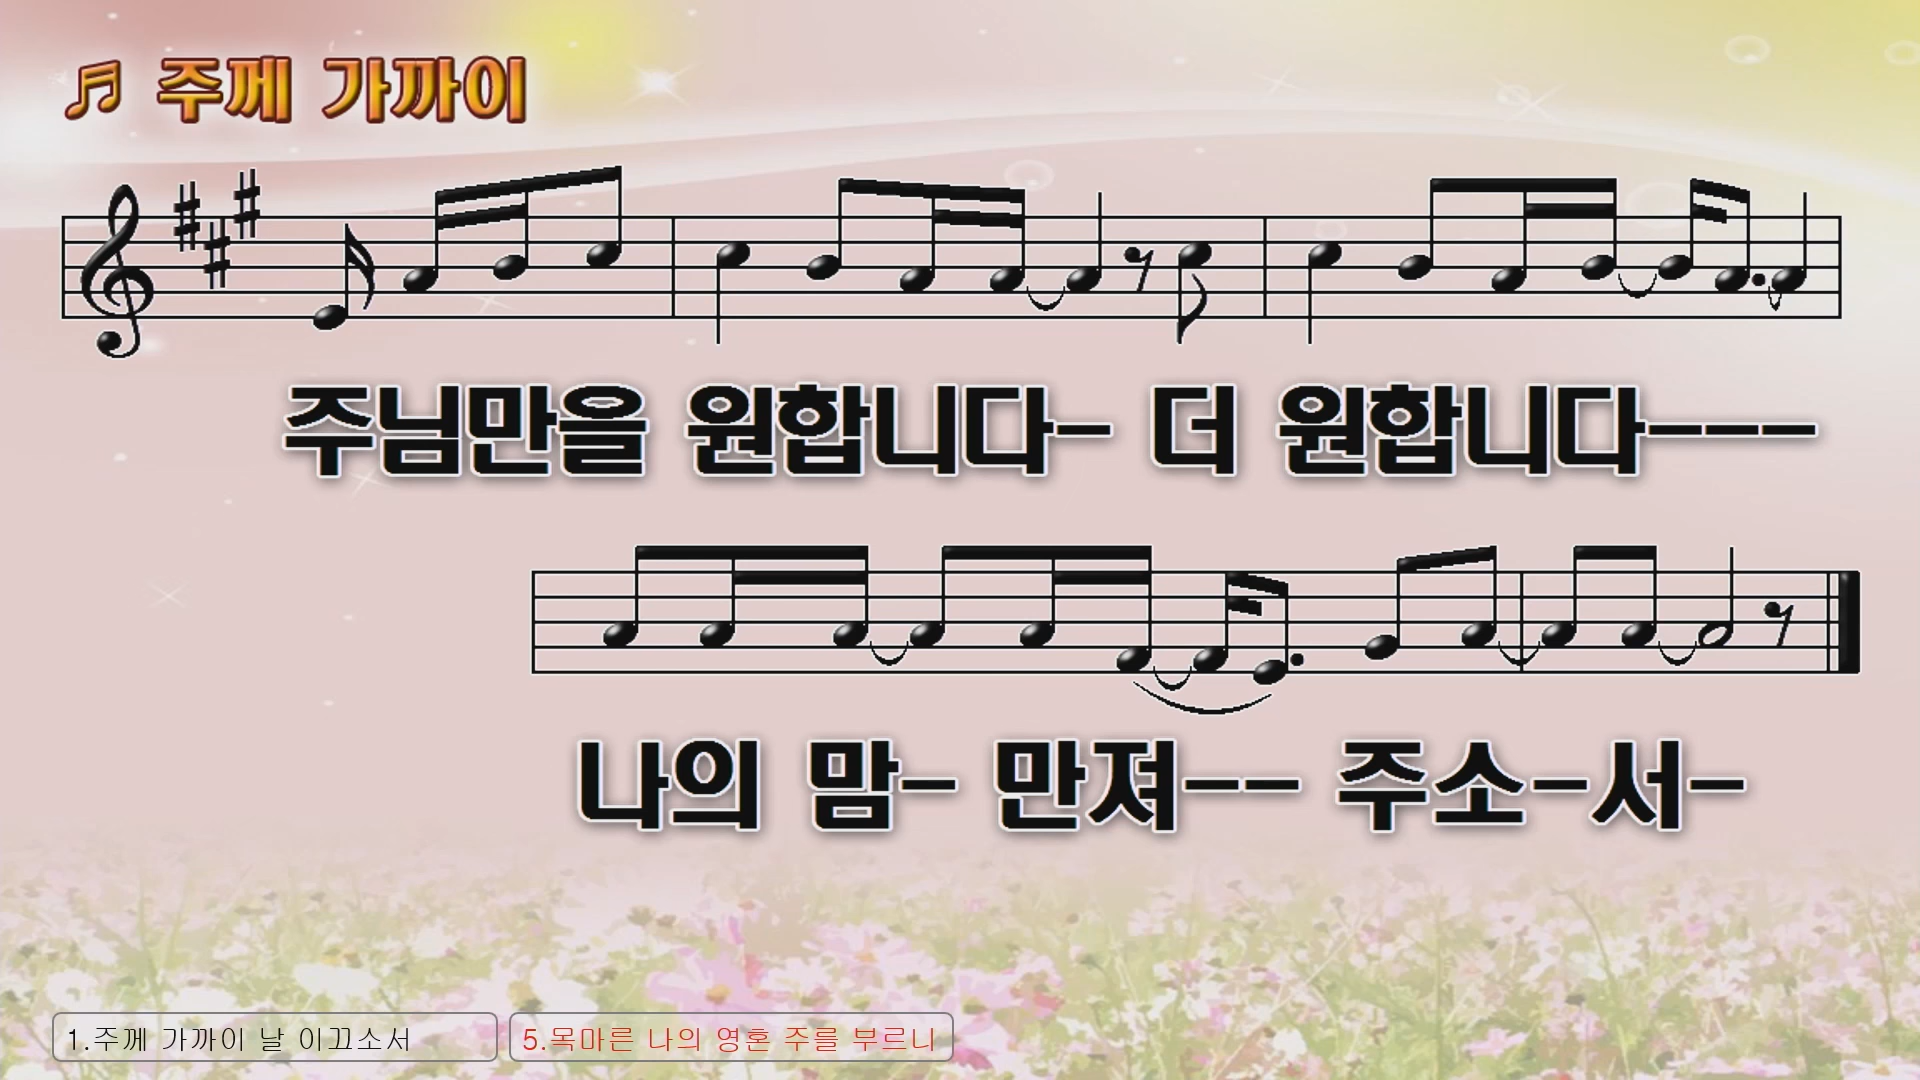 ♬ 주께 가까이
주님만을 원합니다- 더 원합니다---
나의 맘- 만져-- 주소-서-
1.주께 가까이 날 이끄소서
5.목마른 나의 영혼 주를 부르니